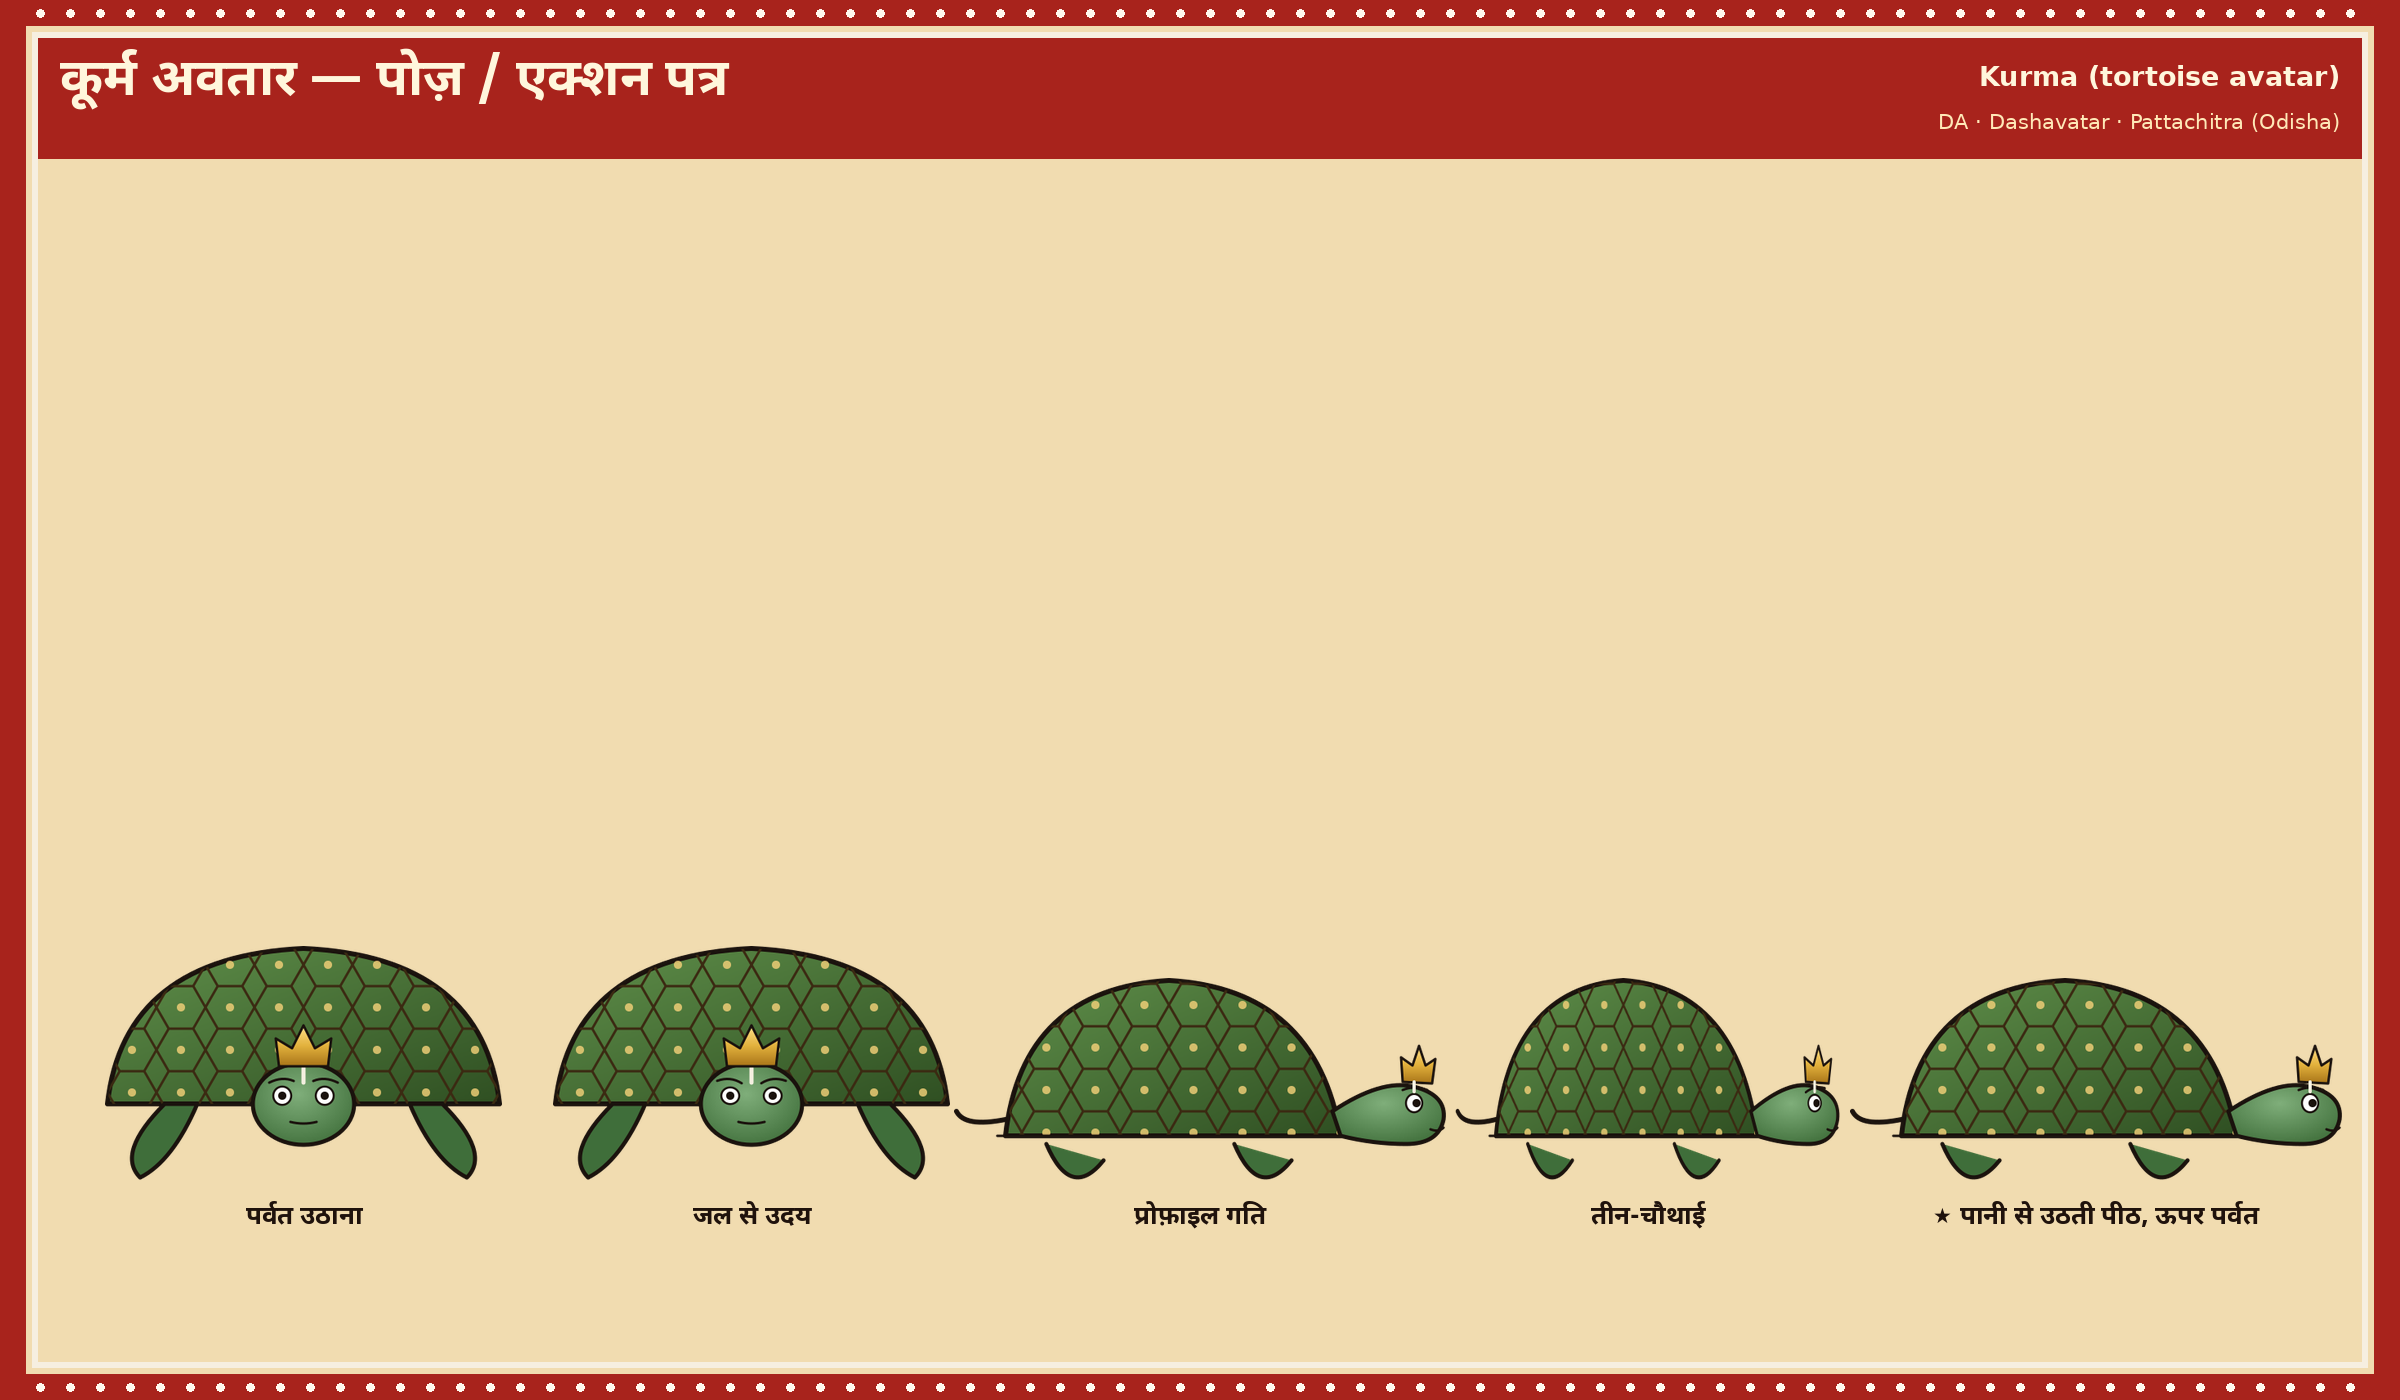 कूर्म अवतार — पोज़ / एक्शन पत्र
Kurma (tortoise avatar)
DA · Dashavatar · Pattachitra (Odisha)
पर्वत उठाना
जल से उदय
प्रोफ़ाइल गति
तीन-चौथाई
★ पानी से उठती पीठ, ऊपर पर्वत